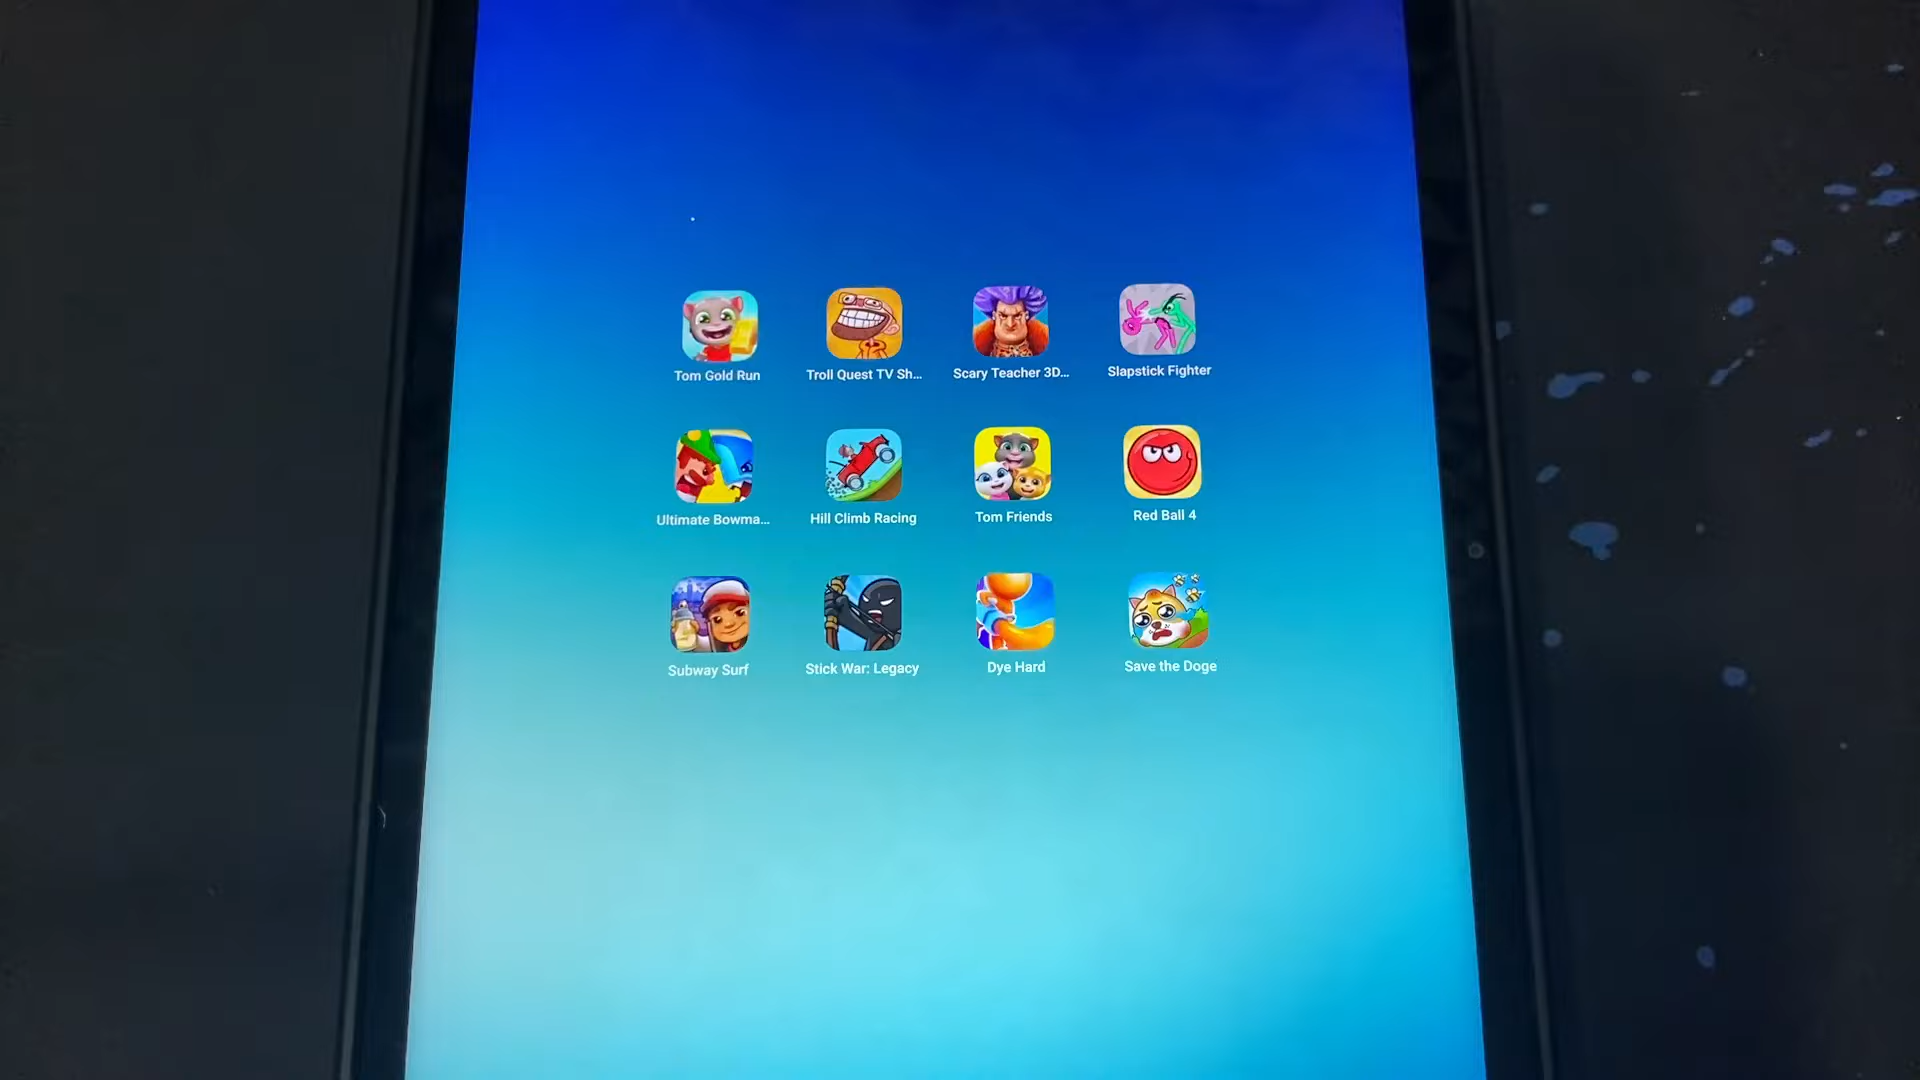 Tom Gold Run
Troll Quest TV Sh...
Scary Teacher 3D...
Slapstick Fighter
Ultimate Bowma...
Hill Climb Racing
Tom Friends
Red Ball 4
Subway Surf
Stick War: Legacy
Dye Hard
Save the Doge